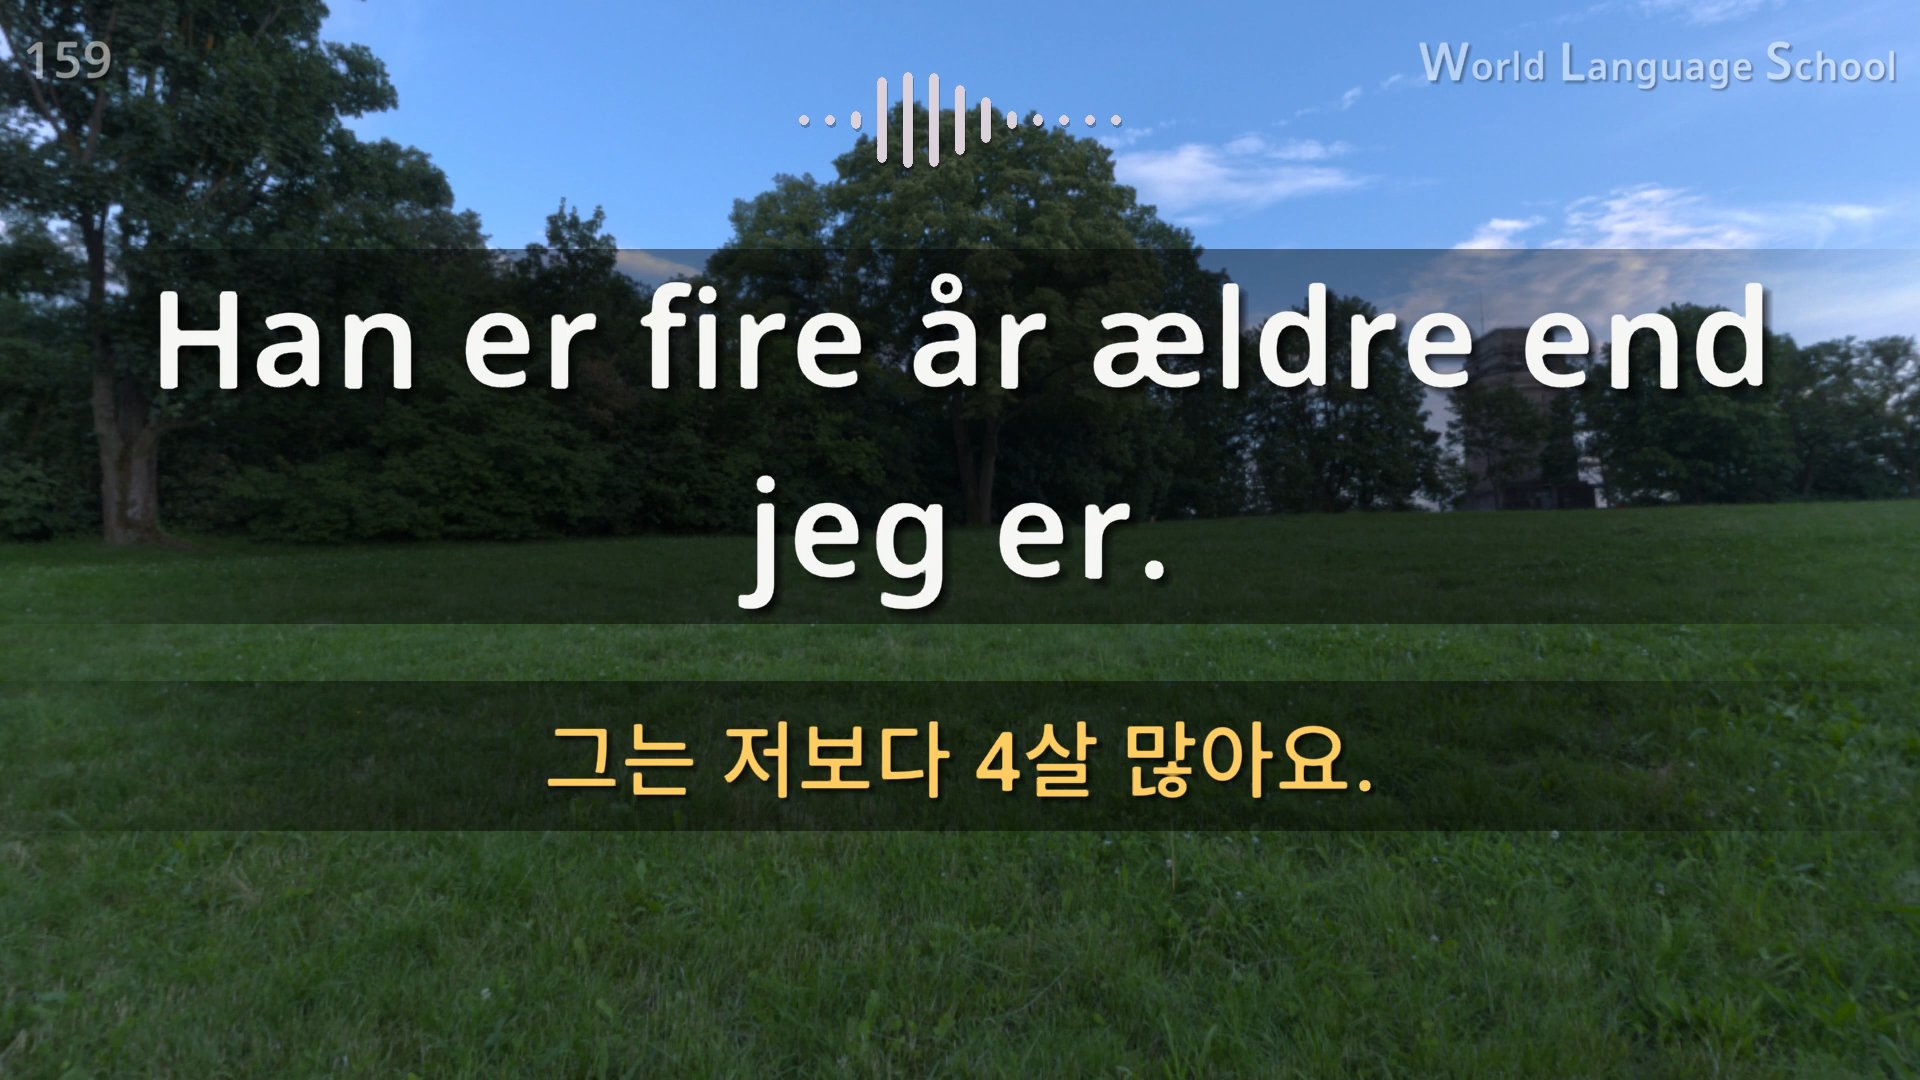 159
World Language School
Han er fire år ældre end
jeg er.
그는 저보다 4살 많아요.